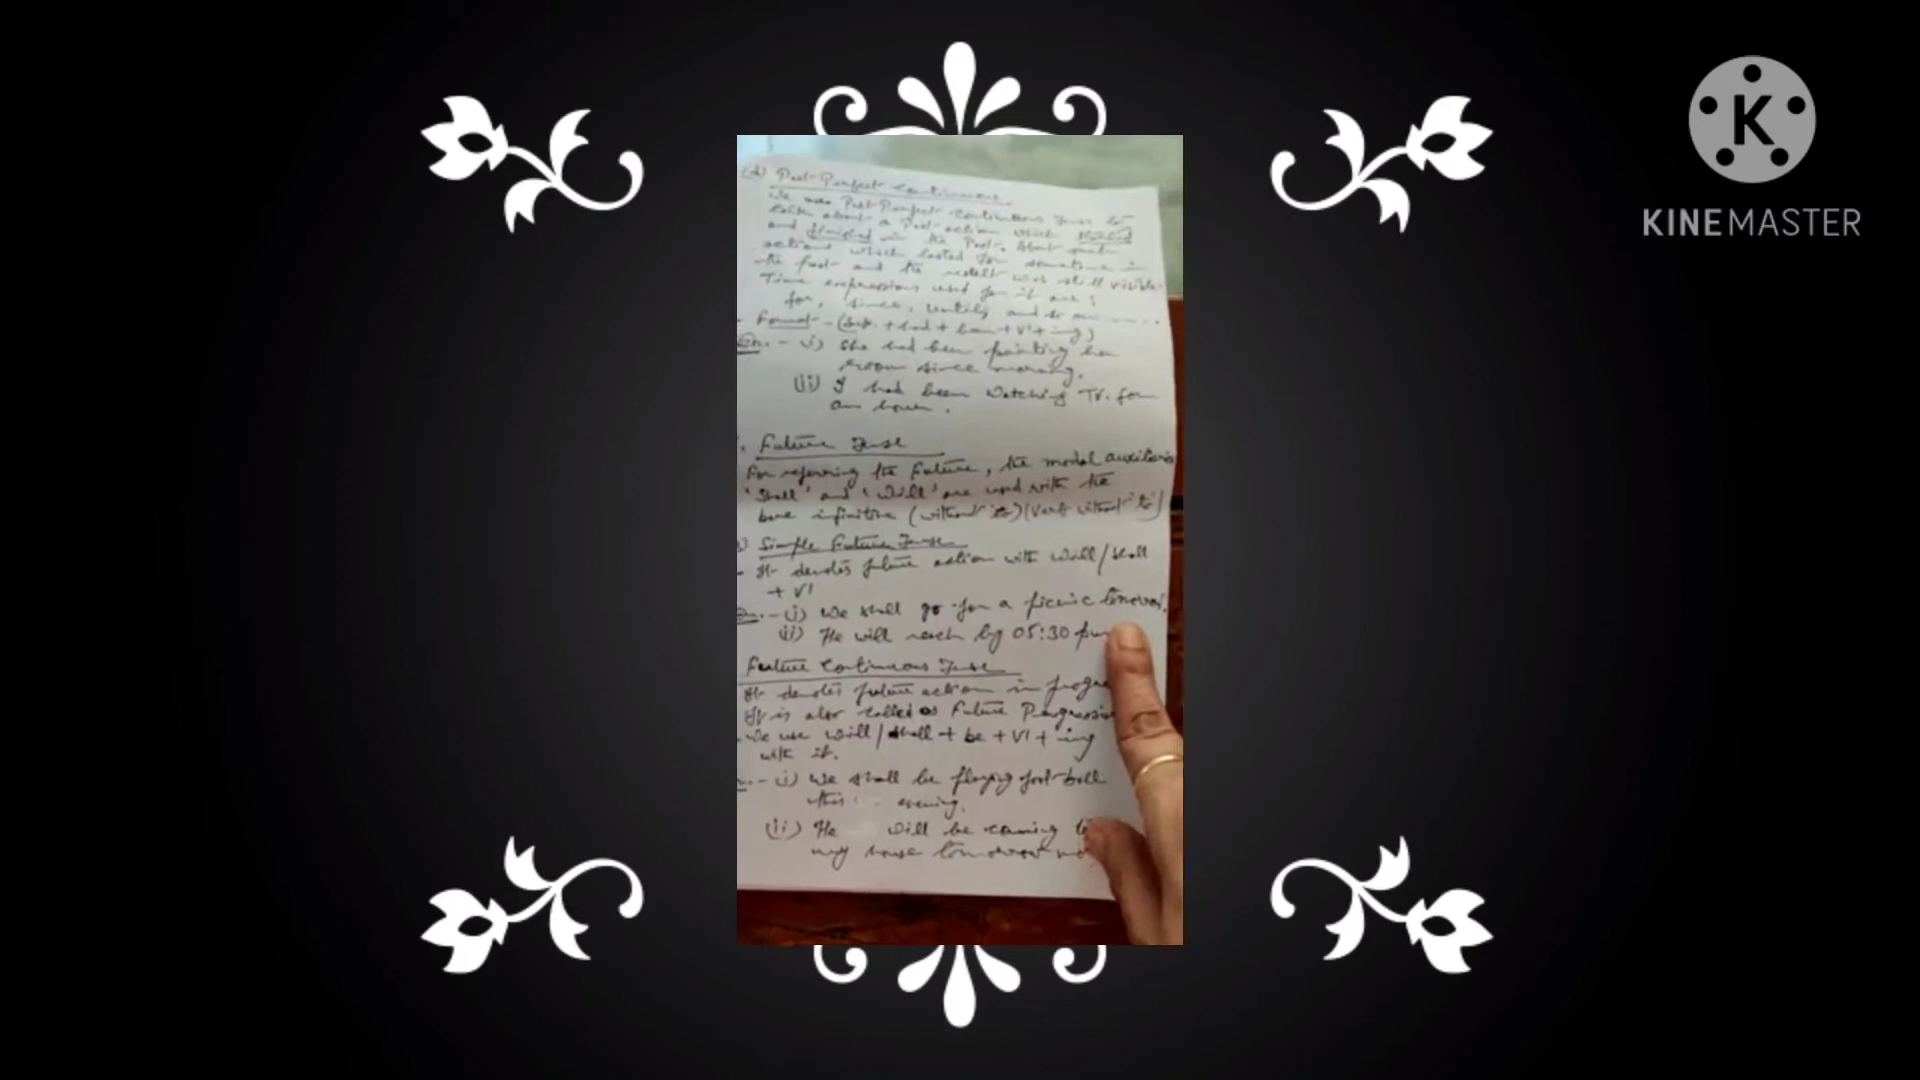 (d) Past Perfect Continuous
We use Past Perfect Continuous Tense to
talk about a Past action which started
and finished in the Past. About such
actions which lasted for sometime in
the past and the result was still visible.
Time expressions used for it are:
for, since, and so on
Format - (Sub. + had + been + V1 + ing)
Ex. - i) She had been painting her
room since morning.
(ii) I had been watching TV. for
an hour.
Future Tense
For referring the Future, the modal auxiliaries
'Shall' and 'Will' are used with the
bare infinitive (without to) (Verb without 'to')
Simple Future Tense
- It denotes future action with will/shall
+ V1
Ex. - (i) We shall go for a picnic
(ii) He will reach by 05:30 pm
Future Continuous Tense
It denotes future action in
It is also called as Future
We use will/shall + be + V1 + ing
with it.
- i) We shall be playing foot-ball
this evening.
(ii) He will be coming to
my house tomorrow
K
KINEMASTER